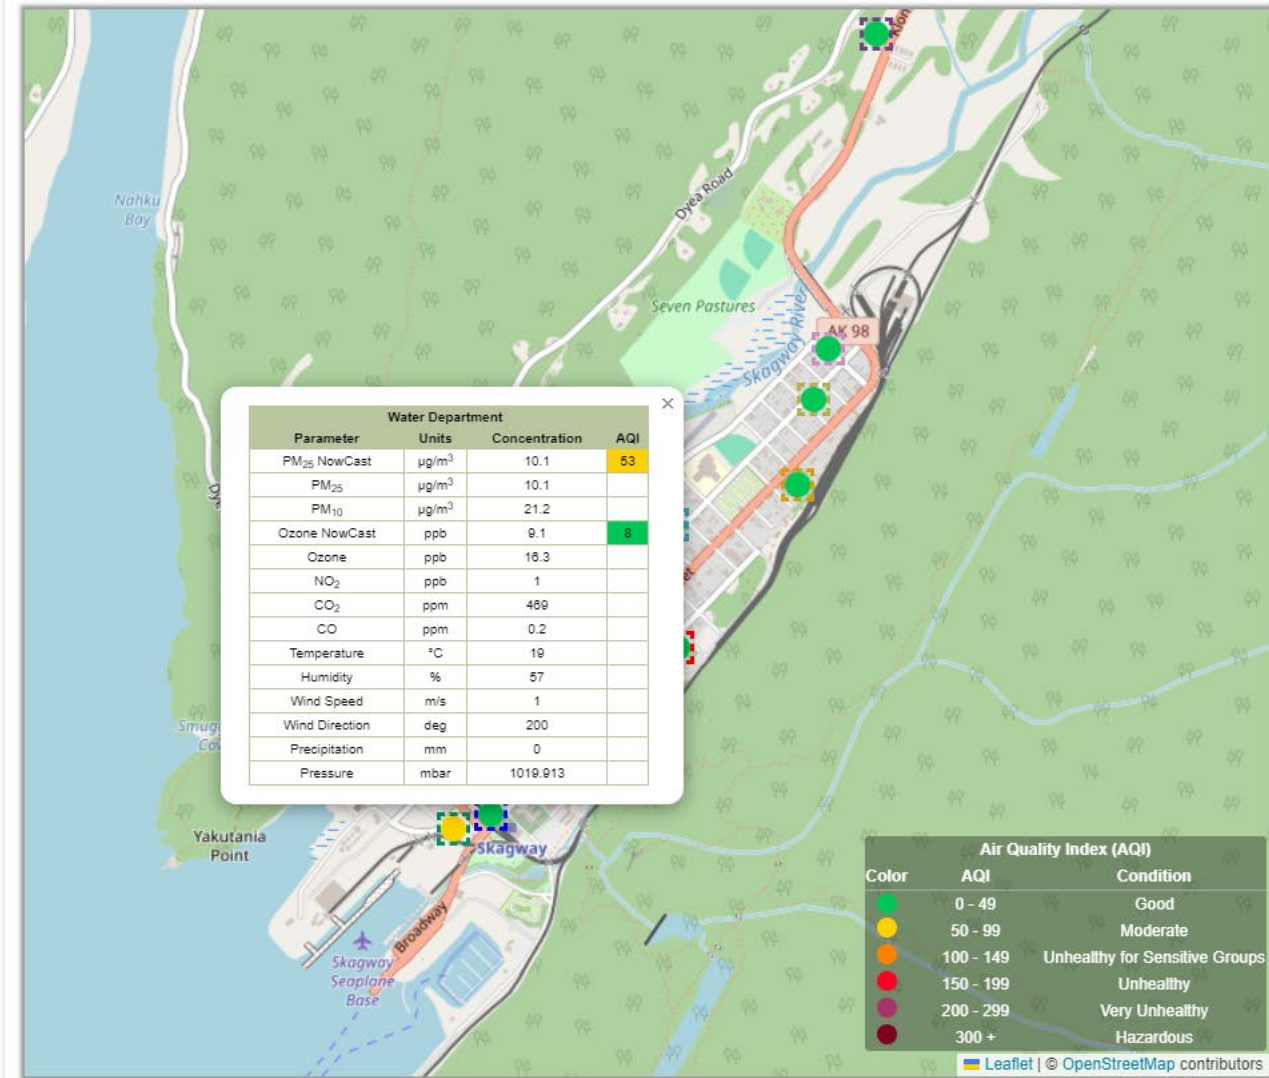 Klon
Nahku
Bay
Dyea Road
Seven Pastures
Skagway River
AK 98
×
Water Department
Parameter Units Concentration AQI
PM25 NowCast µg/m3 10.1 53
PM25 µg/m3 10.1
PM10 µg/m3 21.2
Ozone NowCast ppb 9.1 8
Ozone ppb 16.3
NO2 ppb 1
CO2 ppm 469
CO ppm 0.2
Temperature °C 19
Humidity % 57
Wind Speed m/s 1
Wind Direction deg 200
Precipitation mm 0
Pressure mbar 1019.913
Dye
et
Smug
Cov
Yakutania
Point
Skagway
Broadway
Skagway
Seaplane
Base
Air Quality Index (AQI)
Color AQI Condition
0 - 49 Good
50 - 99 Moderate
100 - 149 Unhealthy for Sensitive Groups
150 - 199 Unhealthy
200 - 299 Very Unhealthy
300 + Hazardous
Leaflet | © OpenStreetMap contributors